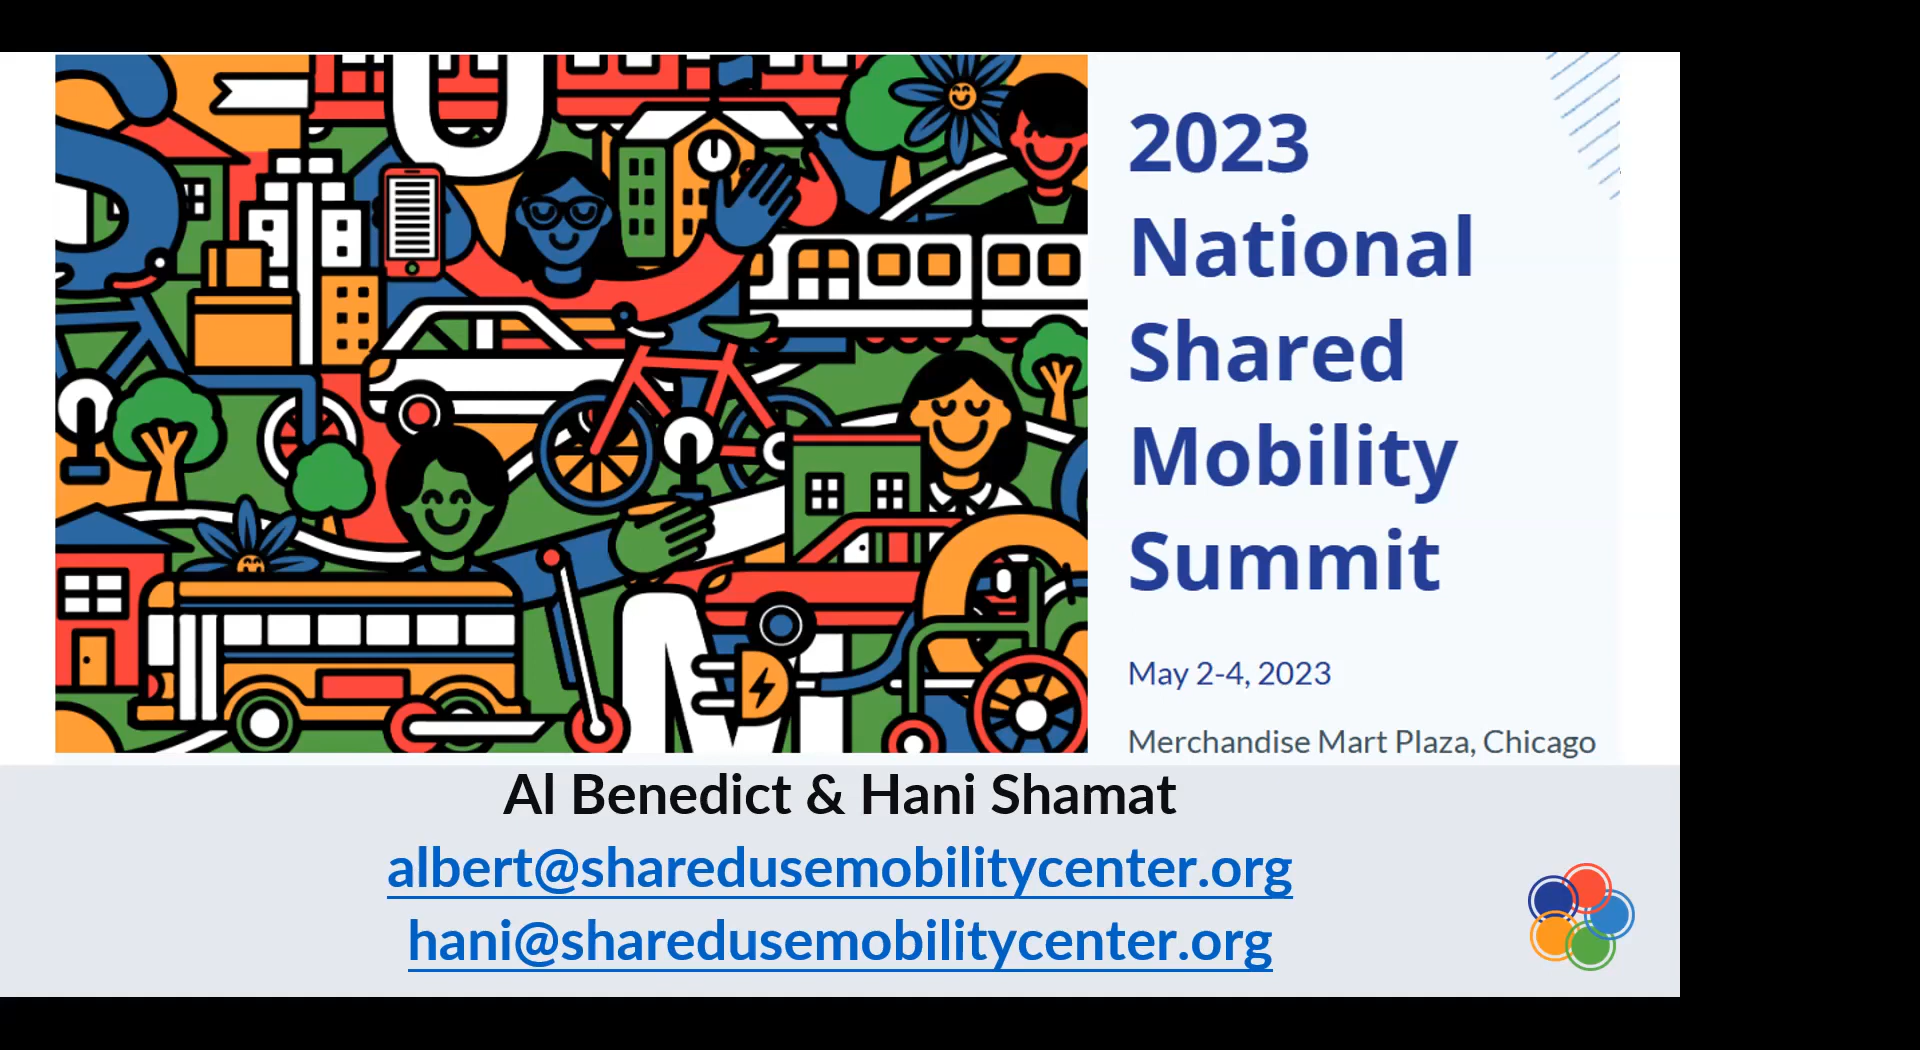 2023
National
Shared
Mobility
Summit
May 2-4, 2023
Merchandise Mart Plaza, Chicago
Al Benedict & Hani Shamat
albert@sharedusemobilitycenter.org
hani@sharedusemobilitycenter.org